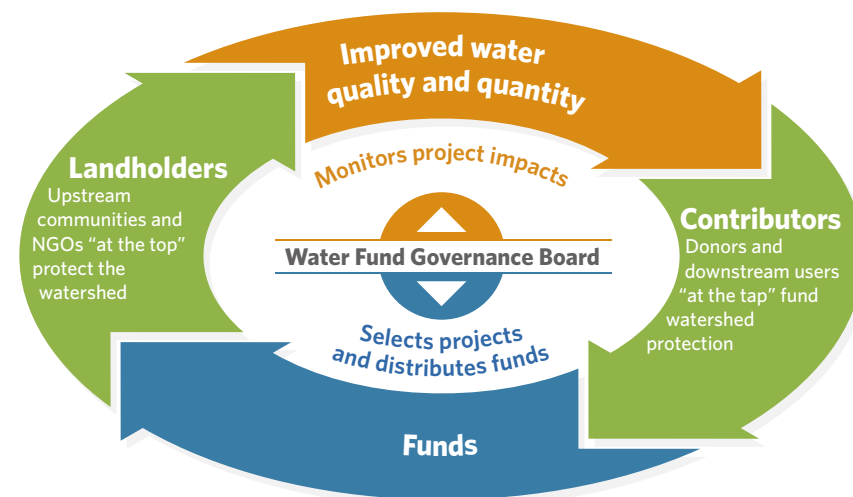 Improved water
quality and quantity
Monitors project impacts
Landholders
Upstream
communities and
NGOs “at the top”
protect the
watershed
Water Fund Governance Board
Contributors
Donors and
downstream users
“at the tap” fund
watershed
protection
Selects projects
and distributes funds
Funds